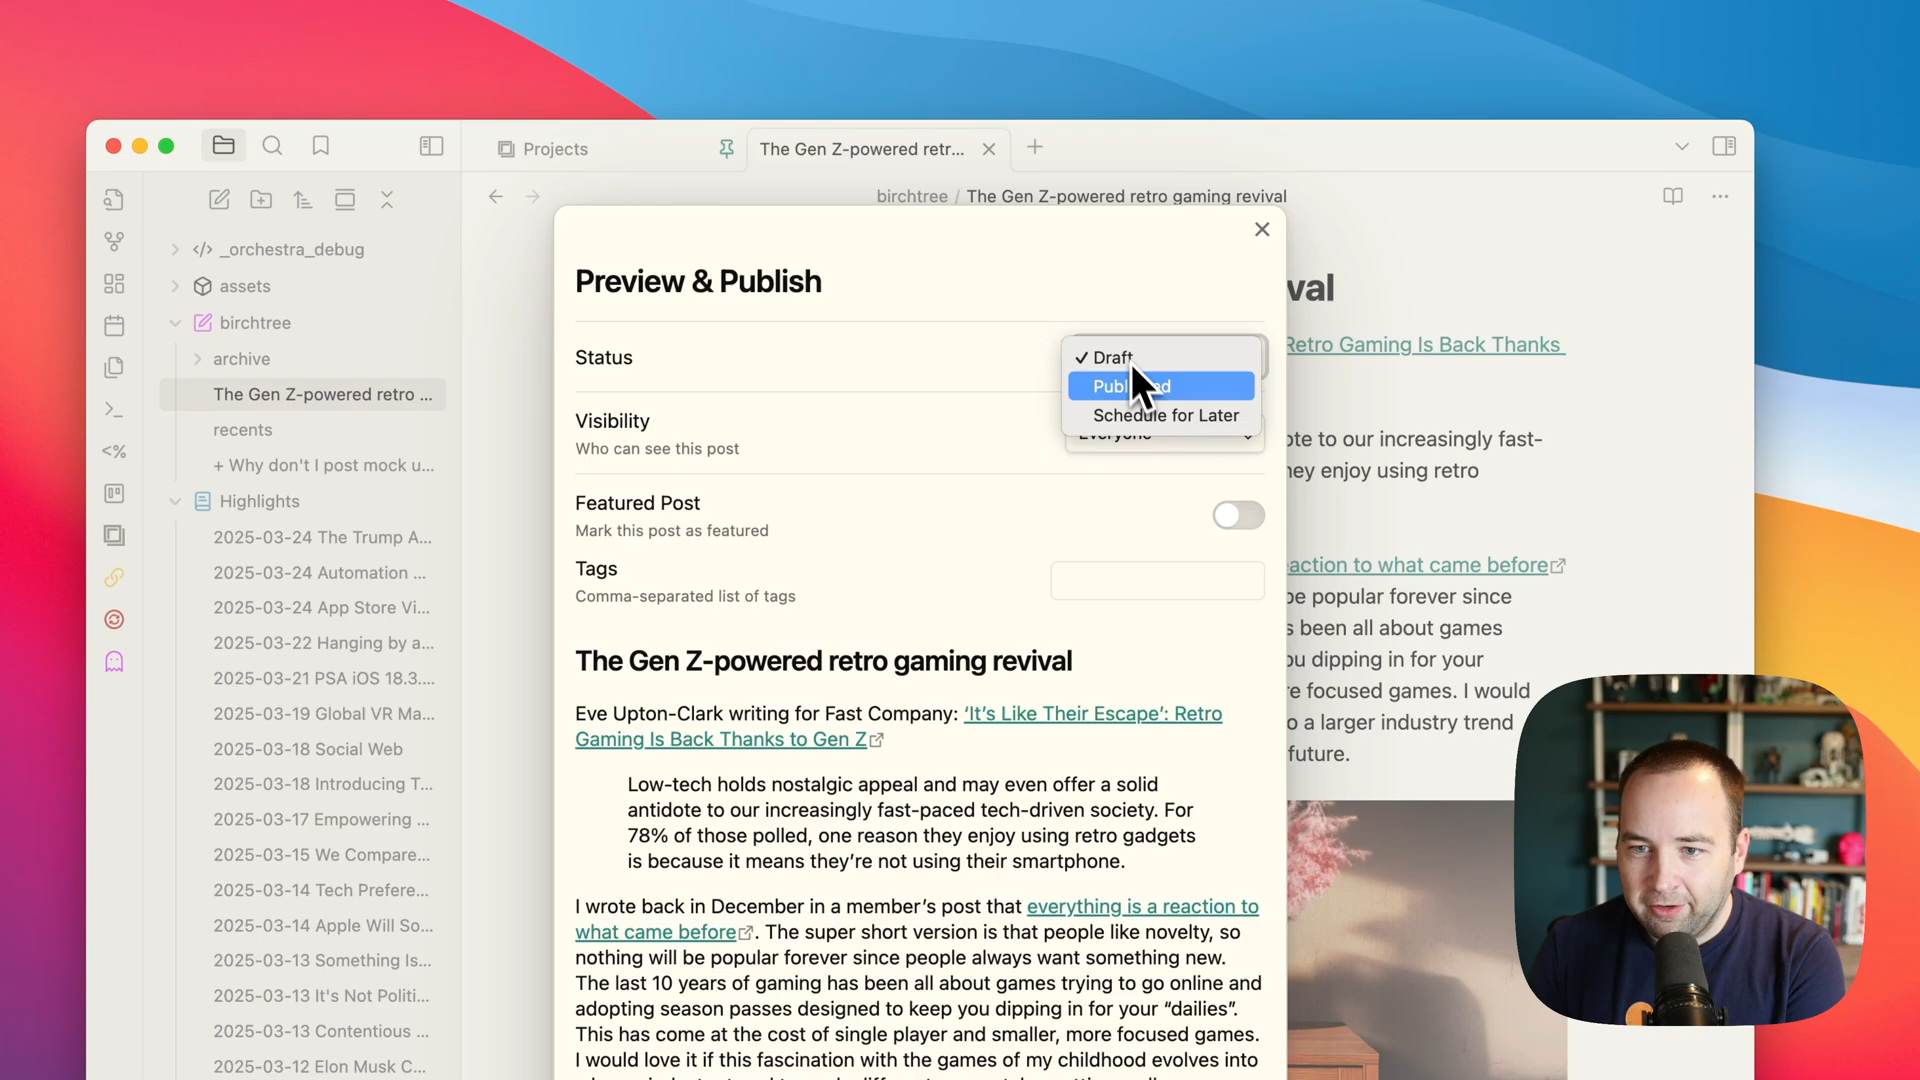 Projects
The Gen Z-powered retr...
birchtree / The Gen Z-powered retro gaming revival
_orchestra_debug
assets
birchtree
archive
The Gen Z-powered retro ...
recents
+ Why don't I post mock u...
Highlights
2025-03-24 The Trump A...
2025-03-24 Automation ...
2025-03-24 App Store Vi...
2025-03-22 Hanging by a...
2025-03-21 PSA iOS 18.3....
2025-03-19 Global VR Ma...
2025-03-18 Social Web
2025-03-18 Introducing T...
2025-03-17 Empowering ...
2025-03-15 We Compare...
2025-03-14 Tech Prefere...
2025-03-14 Apple Will So...
2025-03-13 Something Is...
2025-03-13 It's Not Politi...
2025-03-13 Contentious ...
2025-03-12 Elon Musk C...
Preview & Publish
Status
Draft
Schedule for Later
Visibility
Who can see this post
Everyone
Featured Post
Mark this post as featured
Tags
Comma-separated list of tags
The Gen Z-powered retro gaming revival
Eve Upton-Clark writing for Fast Company: ‘It’s Like Their Escape’: Retro
Gaming Is Back Thanks to Gen Z
Low-tech holds nostalgic appeal and may even offer a solid
antidote to our increasingly fast-paced tech-driven society. For
78% of those polled, one reason they enjoy using retro gadgets
is because it means they’re not using their smartphone.
I wrote back in December in a member’s post that everything is a reaction to
what came before. The super short version is that people like novelty, so
nothing will be popular forever since people always want something new.
The last 10 years of gaming has been all about games trying to go online and
adopting season passes designed to keep you dipping in for your “dailies”.
This has come at the cost of single player and smaller, more focused games.
I would love it if this fascination with the games of my childhood evolves into
val
Retro Gaming Is Back Thanks
ote to our increasingly fast-
hey enjoy using retro
eaction to what came before
be popular forever since
s been all about games
ou dipping in for your
re focused games. I would
o a larger industry trend
future.